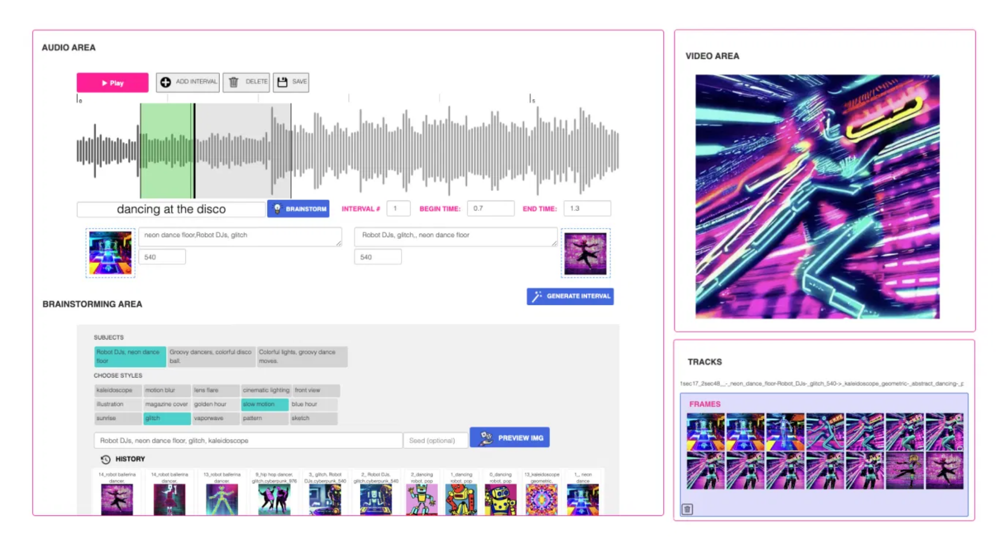 AUDIO AREA
Play
ADD INTERVAL
DELETE
SAVE
0
5
dancing at the disco
BRAINSTORM
INTERVAL #
1
BEGIN TIME:
0.7
END TIME:
1.3
neon dance floor,Robot DJs, glitch
540
Robot DJs, glitch,, neon dance floor
540
GENERATE INTERVAL
BRAINSTORMING AREA
SUBJECTS
Robot DJs, neon dance
floor
Groovy dancers, colorful disco
ball.
Colorful lights, groovy dance
moves.
CHOOSE STYLES
kaleidoscope
motion blur
lens flare
cinematic lighting
front view
illustration
magazine cover
golden hour
slow motion
blue hour
sunrise
glitch
vaporwave
pattern
sketch
Robot DJs, neon dance floor, glitch, kaleidoscope
Seed (optional)
PREVIEW IMG
HISTORY
14_robot ballerina
dancer,
14_robot ballerina
dancer,
13_robot ballerina
dancer,
9_hip hop dancer,
glitch,cyberpunk_976
3_ glitch, Robot
DJs,cyberpunk_540
2_ Robot DJs,
glitch,cyberpunk_540
2_dancing
robot, pop
1_dancing
robot, pop
0_dancing
robot, pop
13_kaleidoscope
geometric,
1_, neon
dance
VIDEO AREA
TRACKS
1sec17_2sec48__-_neon_dance_floor-Robot_DJs-_glitch_540->_kaleidoscope_geometric-_abstract_dancing-_p
FRAMES